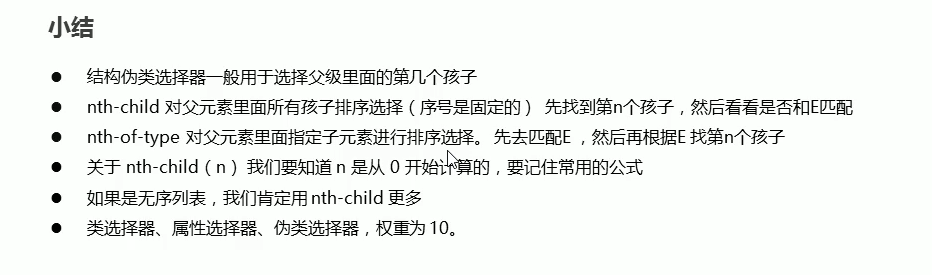 小结
● 结构伪类选择器一般用于选择父级里面的第几个孩子
● nth-child 对父元素里面所有孩子排序选择（序号是固定的） 先找到第n个孩子，然后看看是否和E匹配
● nth-of-type 对父元素里面指定子元素进行排序选择。 先去匹配E ，然后再根据E 找第n个孩子
● 关于 nth-child（n）我们要知道 n 是从 0 开始计算的，要记住常用的公式
● 如果是无序列表，我们肯定用 nth-child 更多
● 类选择器、属性选择器、伪类选择器，权重为 10。